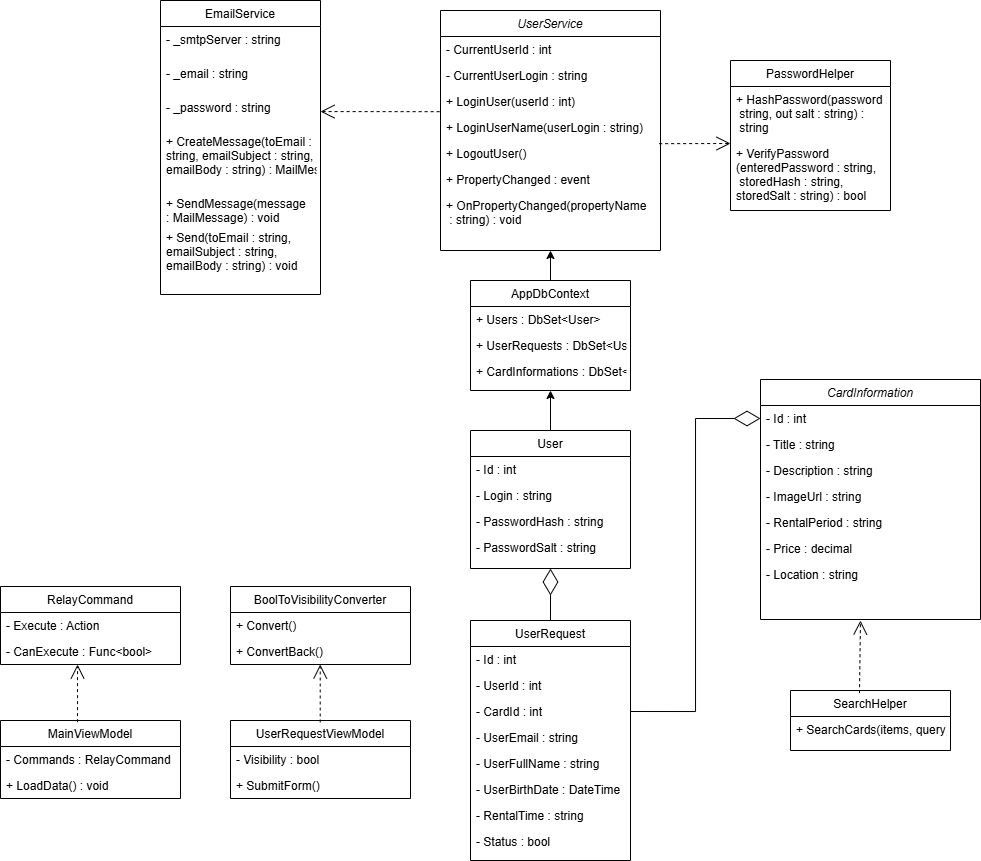 EmailService
- _smtpServer : string
- _email : string
- _password : string
+ CreateMessage(toEmail :
string, emailSubject : string,
emailBody : string) : MailMes
+ SendMessage(message
: MailMessage) : void
+ Send(toEmail : string,
emailSubject : string,
emailBody : string) : void
UserService
- CurrentUserId : int
- CurrentUserLogin : string
+ LoginUser(userId : int)
+ LoginUserName(userLogin : string)
+ LogoutUser()
+ PropertyChanged : event
+ OnPropertyChanged(propertyName
: string) : void
PasswordHelper
+ HashPassword(password
string, out salt : string) :
string
+ VerifyPassword
(enteredPassword : string,
storedHash : string,
storedSalt : string) : bool
AppDbContext
+ Users : DbSet<User>
+ UserRequests : DbSet<Us
+ CardInformations : DbSet<
User
- Id : int
- Login : string
- PasswordHash : string
- PasswordSalt : string
CardInformation
- Id : int
- Title : string
- Description : string
- ImageUrl : string
- RentalPeriod : string
- Price : decimal
- Location : string
RelayCommand
- Execute : Action
- CanExecute : Func<bool>
BoolToVisibilityConverter
+ Convert()
+ ConvertBack()
UserRequest
- Id : int
- UserId : int
- CardId : int
- UserEmail : string
- UserFullName : string
- UserBirthDate : DateTime
- RentalTime : string
- Status : bool
SearchHelper
+ SearchCards(items, query
MainViewModel
- Commands : RelayCommand
+ LoadData() : void
UserRequestViewModel
- Visibility : bool
+ SubmitForm()